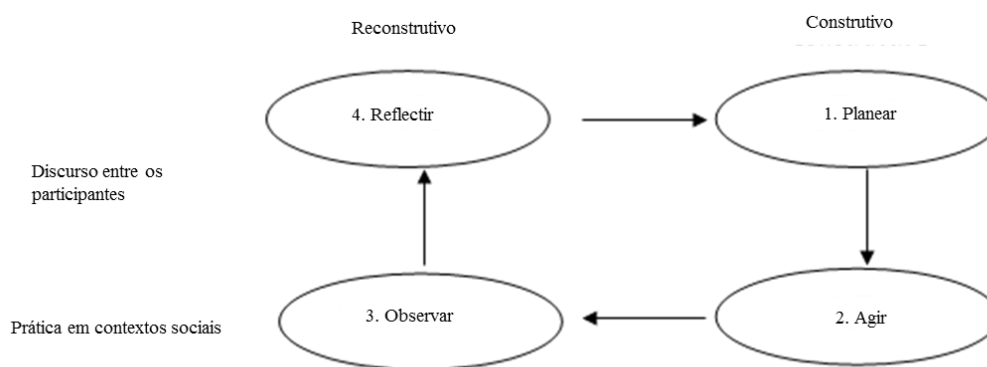 Reconstrutivo
Construtivo
4. Reflectir
1. Planear
Discurso entre os
participantes
3. Observar
2. Agir
Prática em contextos sociais